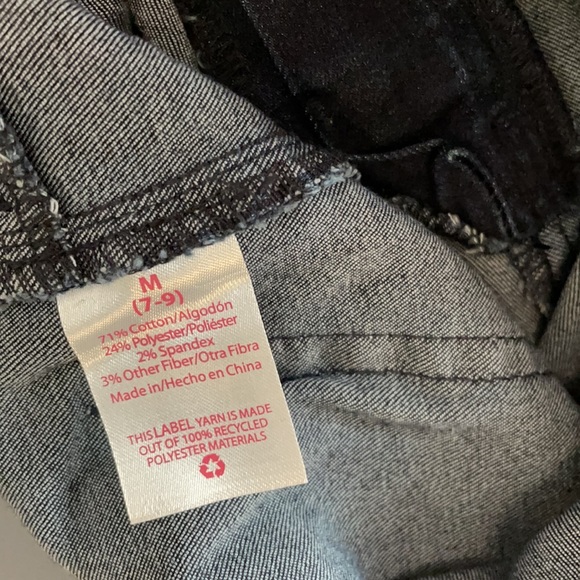 M
(7-9)
71% Cotton/Algodón
24% Polyester/Poliéster
2% Spandex
3% Other Fiber/Otra Fibra
Made in/Hecho en China
THIS LABEL YARN IS MADE
OUT OF 100% RECYCLED
POLYESTER MATERIALS